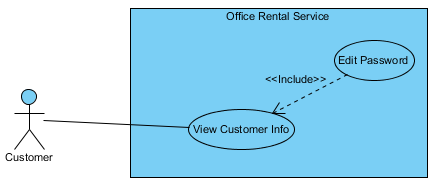 Office Rental Service
Edit Password
<<Include>>
View Customer Info
Customer